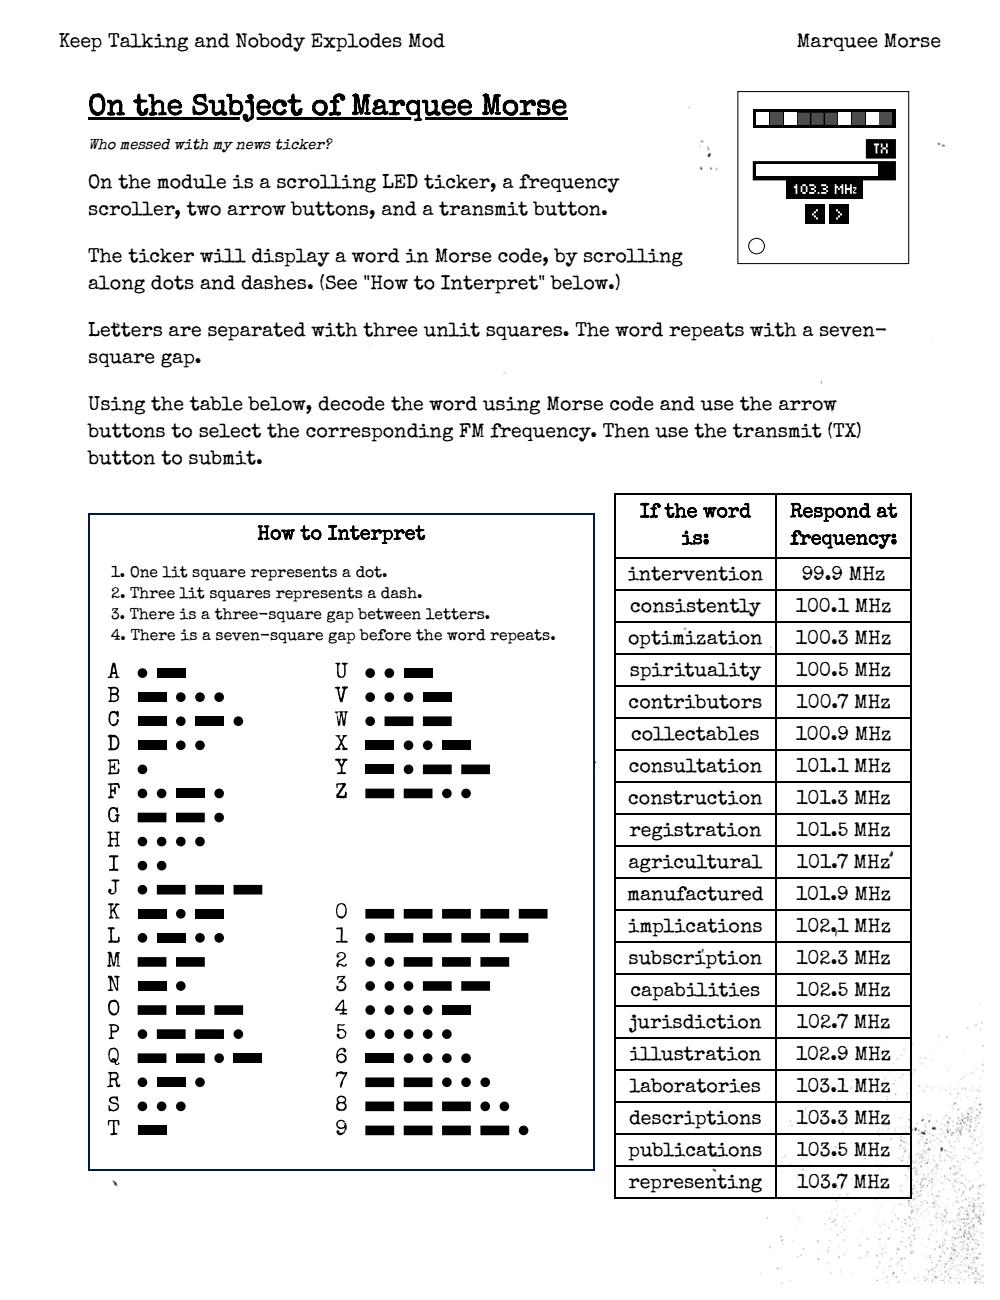 Keep Talking and Nobody Explodes Mod
Marquee Morse
On the Subject of Marquee Morse
Who messed with my news ticker?
On the module is a scrolling LED ticker, a frequency
scroller, two arrow buttons, and a transmit button.
TX
103.3 MHz
< >
The ticker will display a word in Morse code, by scrolling
along dots and dashes. (See "How to Interpret" below.)
Letters are separated with three unlit squares. The word repeats with a seven-
square gap.
Using the table below, decode the word using Morse code and use the arrow
buttons to select the corresponding FM frequency. Then use the transmit (TX)
button to submit.
How to Interpret
1. One lit square represents a dot.
2. Three lit squares represents a dash.
3. There is a three-square gap between letters.
4. There is a seven-square gap before the word repeats.
A
B
C
D
E
F
G
H
I
J
K
L
M
N
O
P
Q
R
S
T
U
V
W
X
Y
Z
0
1
2
3
4
5
6
7
8
9
If the word Respond at
is: frequency:
intervention 99.9 MHz
consistently 100.1 MHz
optimization 100.3 MHz
spirituality 100.5 MHz
contributors 100.7 MHz
collectables 100.9 MHz
consultation 101.1 MHz
construction 101.3 MHz
registration 101.5 MHz
agricultural 101.7 MHz
manufactured 101.9 MHz
implications 102.1 MHz
subscription 102.3 MHz
capabilities 102.5 MHz
jurisdiction 102.7 MHz
illustration 102.9 MHz
laboratories 103.1 MHz
descriptions 103.3 MHz
publications 103.5 MHz
representing 103.7 MHz